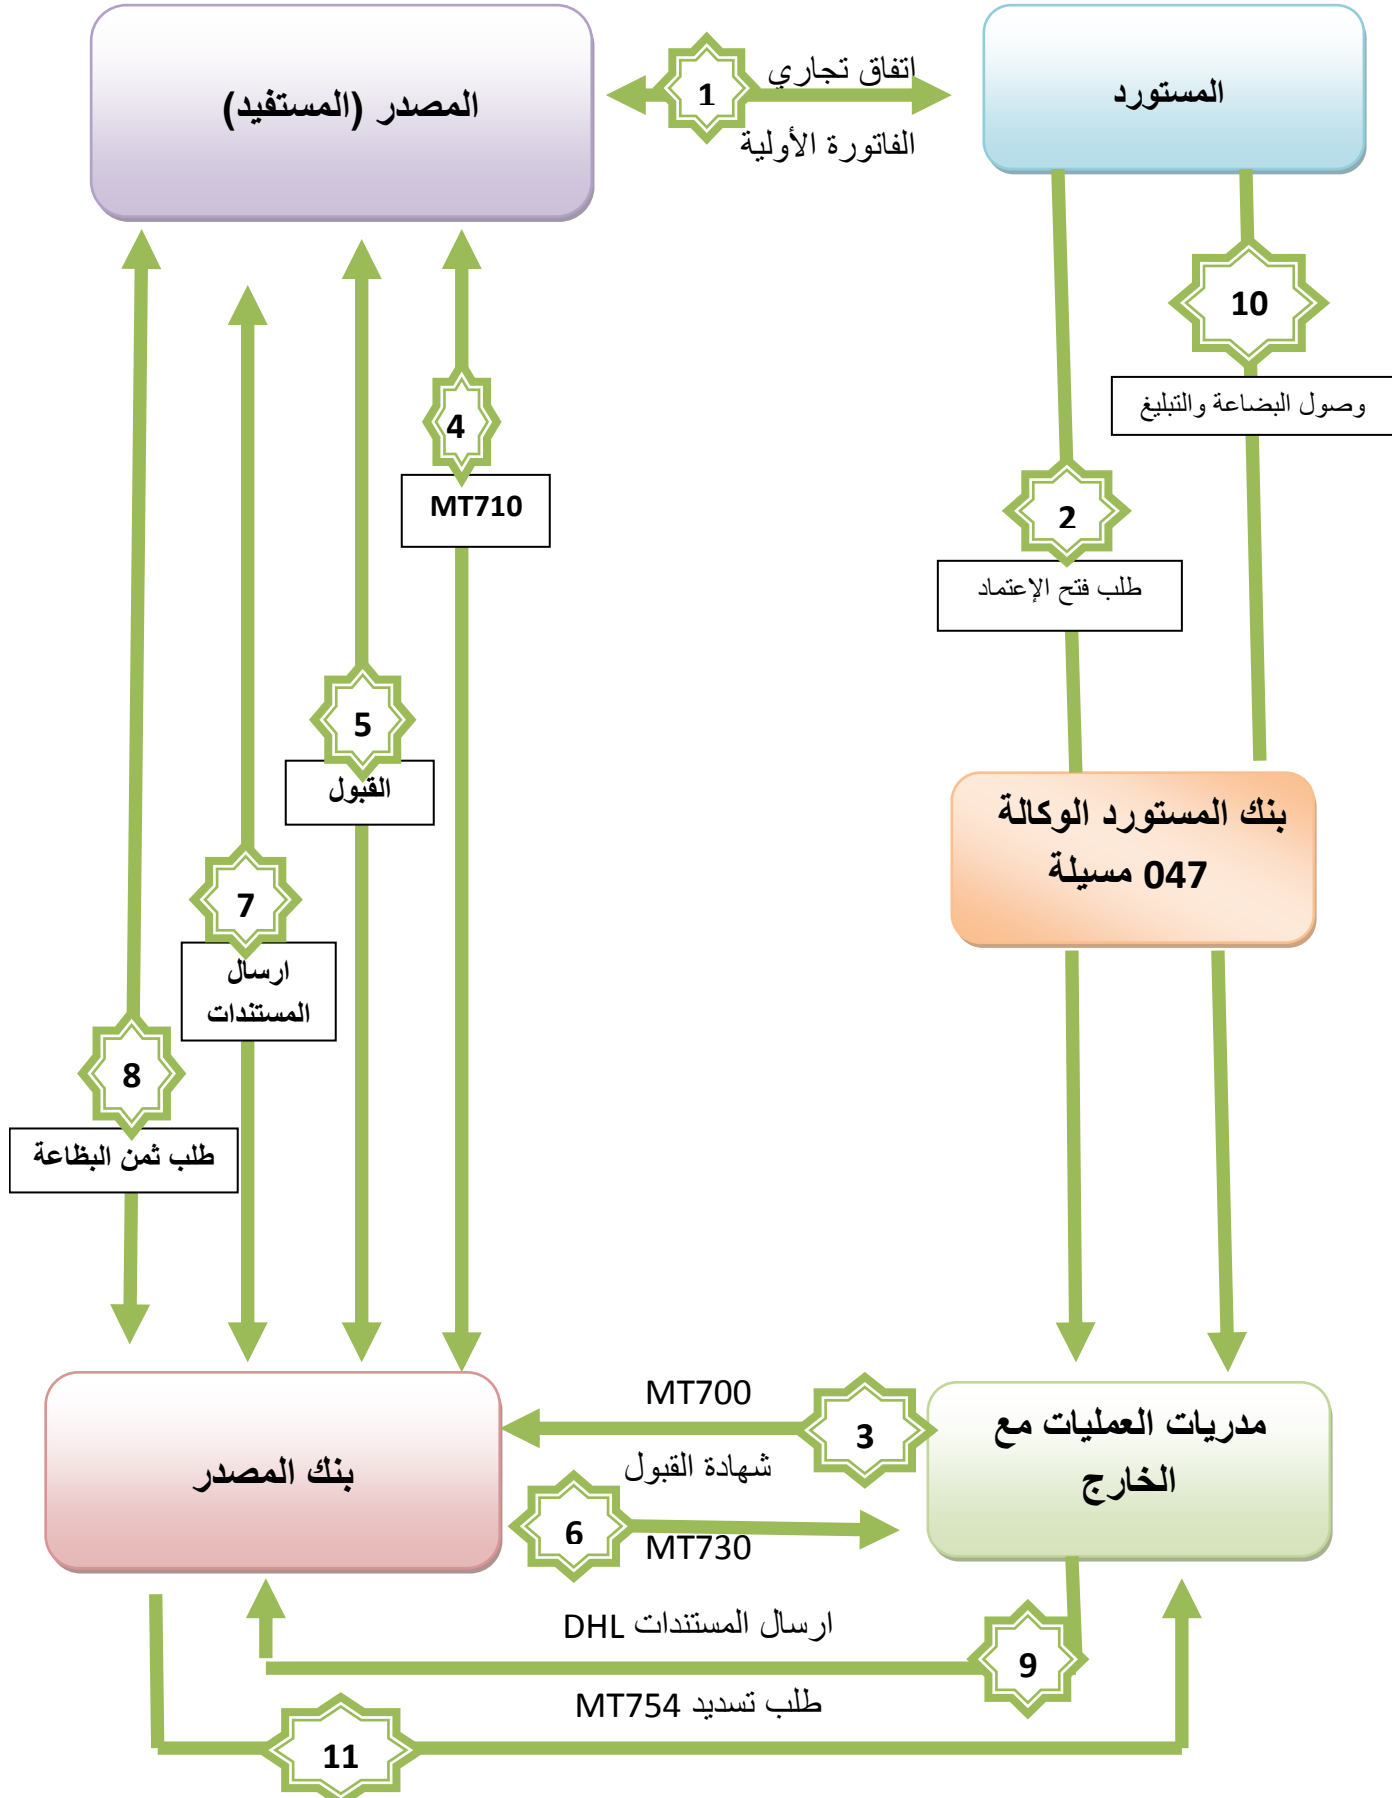 المستورد
اتفاق تجاري
1
الفاتورة الأولية
المصدر (المستفيد)
10
وصول البضاعة والتبليغ
2
طلب فتح الإعتماد
4
MT710
5
القبول
7
ارسال
المستندات
8
طلب ثمن البظاعة
بنك المستورد الوكالة
047 مسيلة
مدريات العمليات مع
الخارج
MT700
3
شهادة القبول
6
MT730
بنك المصدر
ارسال المستندات DHL
9
طلب تسديد MT754
11